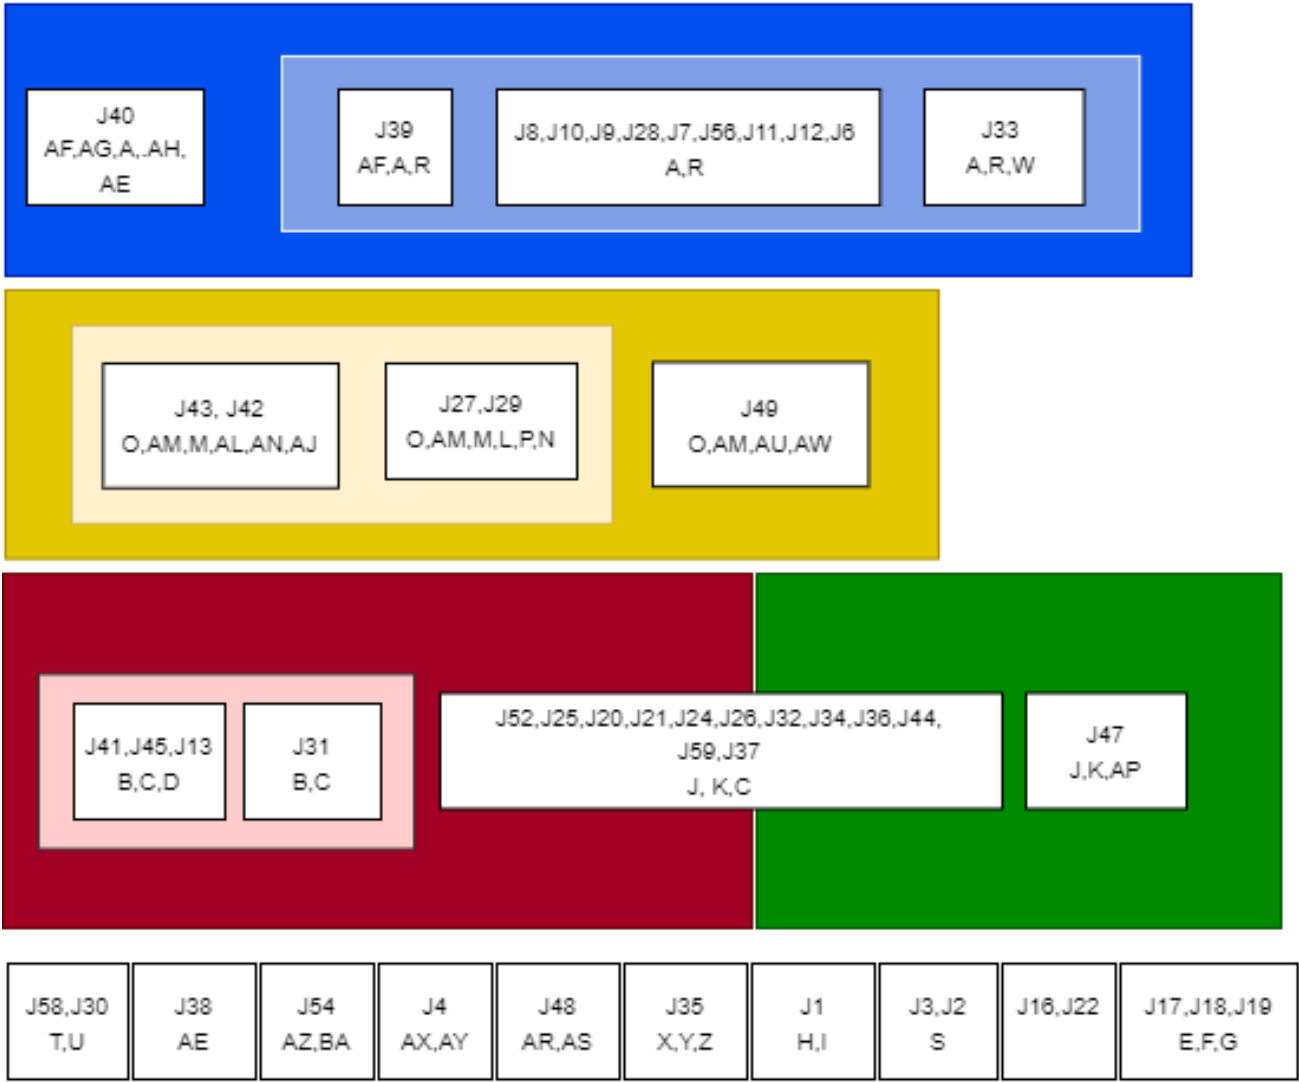 J40
AF,AG,A,.AH,
AE
J39
AF,A,R
J8,J10,J9,J28,J7,J56,J11,J12,J6
A,R
J33
A,R,W
J43, J42
O,AM,M,AL,AN,AJ
J27,J29
O,AM,M,L,P,N
J49
O,AM,AU,AW
J41,J45,J13
B,C,D
J31
B,C
J52,J25,J20,J21,J24,J26,J32,J34,J36,J44,
J59,J37
J, K,C
J47
J,K,AP
J58,J30
T,U
J38
AE
J54
AZ,BA
J4
AX,AY
J48
AR,AS
J35
X,Y,Z
J1
H,I
J3,J2
S
J16,J22
J17,J18,J19
E,F,G